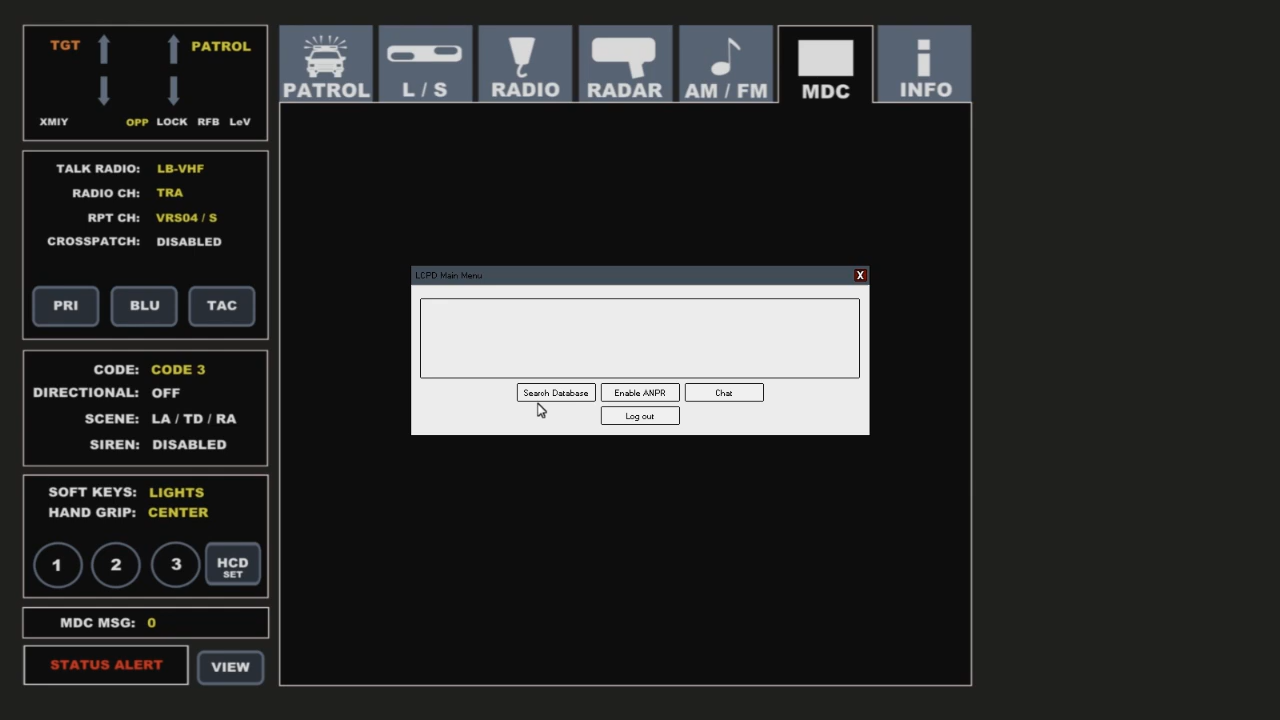 TGT PATROL
XMIY OPP LOCK RFB LeV
TALK RADIO: LB-VHF
RADIO CH: TRA
RPT CH: VRS04 / S
CROSSPATCH: DISABLED
PRI BLU TAC
CODE: CODE 3
DIRECTIONAL: OFF
SCENE: LA / TD / RA
SIREN: DISABLED
SOFT KEYS: LIGHTS
HAND GRIP: CENTER
1 2 3 HCD
SET
MDC MSG: 0
STATUS ALERT VIEW
PATROL L / S RADIO RADAR AM / FM MDC INFO
LCPD Main Menu X
Search Database Enable ANPR Chat
Log out